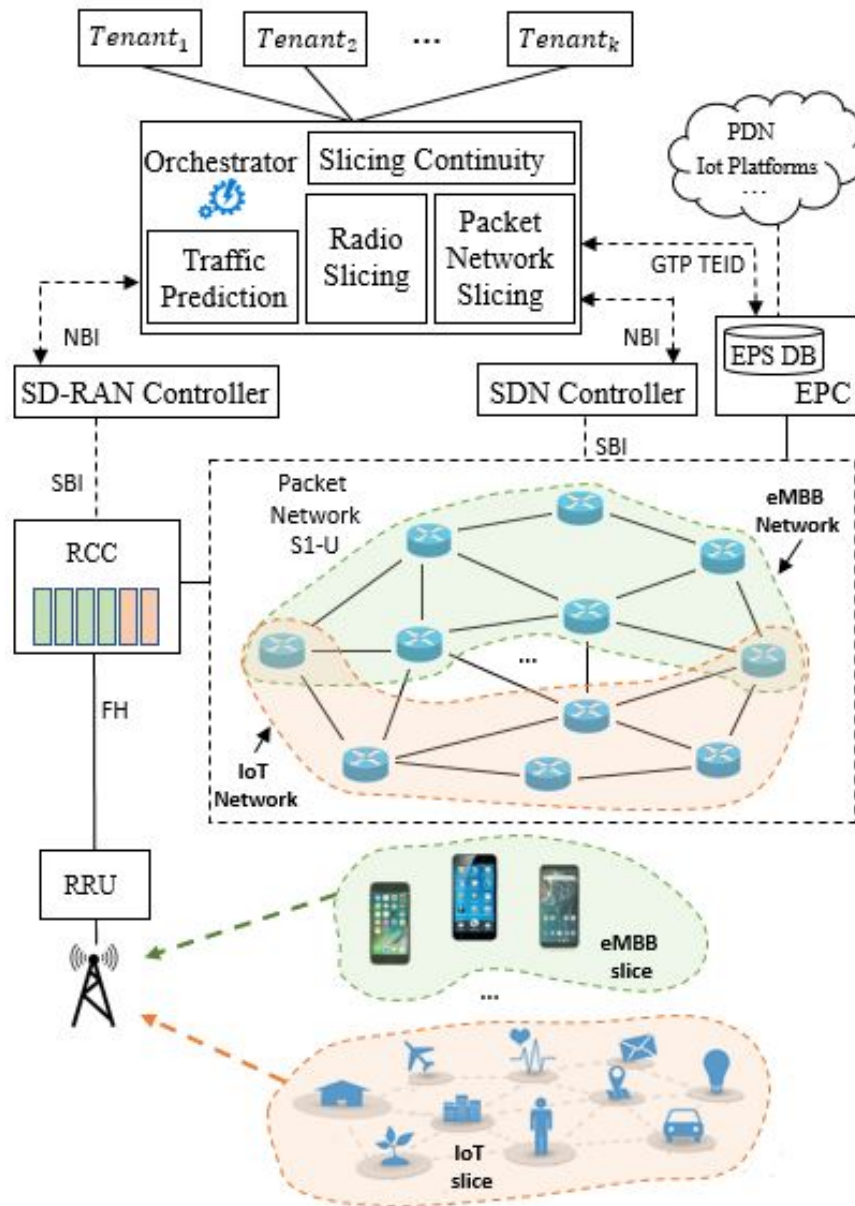 Tenant₁
Tenant₂
...
Tenantₖ
PDN
Iot Platforms
...
Orchestrator
Slicing Continuity
Traffic
Prediction
Radio
Slicing
Packet
Network
Slicing
GTP TEID
NBI
NBI
SD-RAN Controller
SDN Controller
EPS DB
EPC
SBI
SBI
Packet
Network
S1-U
eMBB
Network
RCC
...
FH
IoT
Network
RRU
eMBB
slice
...
IoT
slice